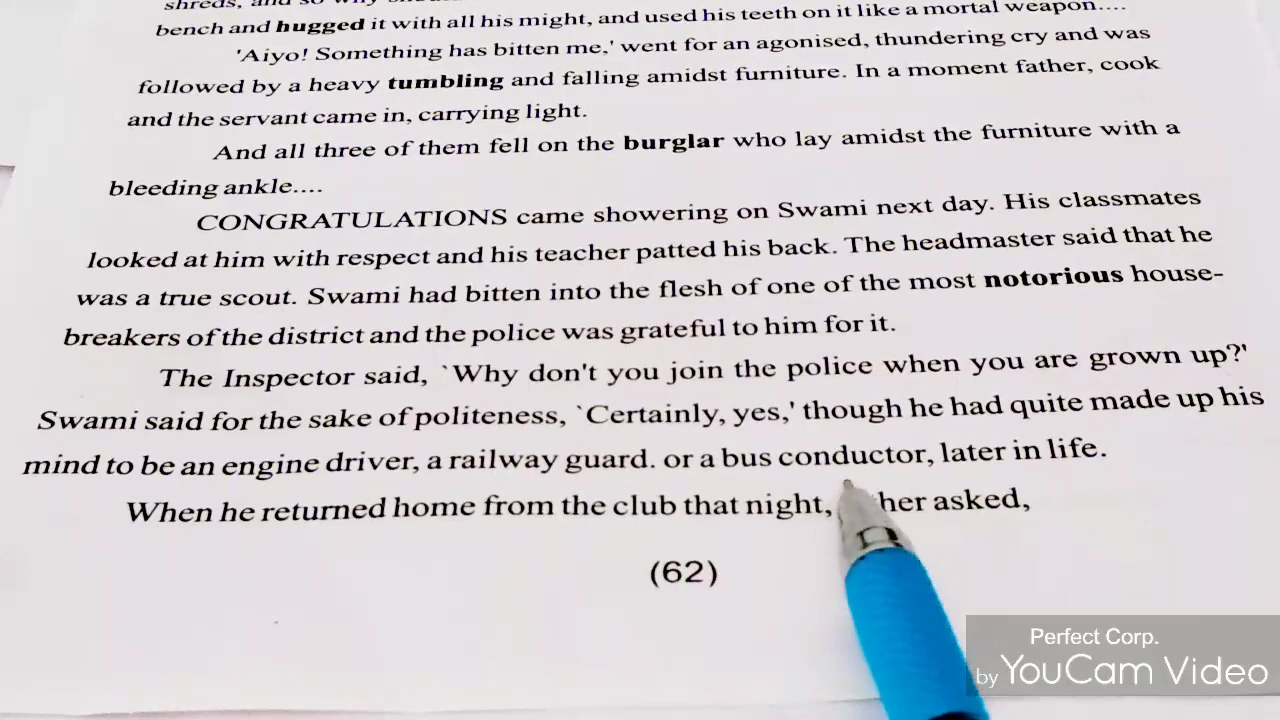 shreds, and so why
bench and hugged it with all his might, and used his teeth on it like a mortal weapon....
'Aiyo! Something has bitten me,' went for an agonised, thundering cry and was
followed by a heavy tumbling and falling amidst furniture. In a moment father, cook
and the servant came in, carrying light.
And all three of them fell on the burglar who lay amidst the furniture with a
bleeding ankle....
CONGRATULATIONS came showering on Swami next day. His classmates
looked at him with respect and his teacher patted his back. The headmaster said that he
was a true scout. Swami had bitten into the flesh of one of the most notorious house-
breakers of the district and the police was grateful to him for it.
The Inspector said, `Why don't you join the police when you are grown up?'
Swami said for the sake of politeness, `Certainly, yes,' though he had quite made up his
mind to be an engine driver, a railway guard. or a bus conductor, later in life.
When he returned home from the club that night, her asked,
(62)
Perfect Corp.
by YouCam Video